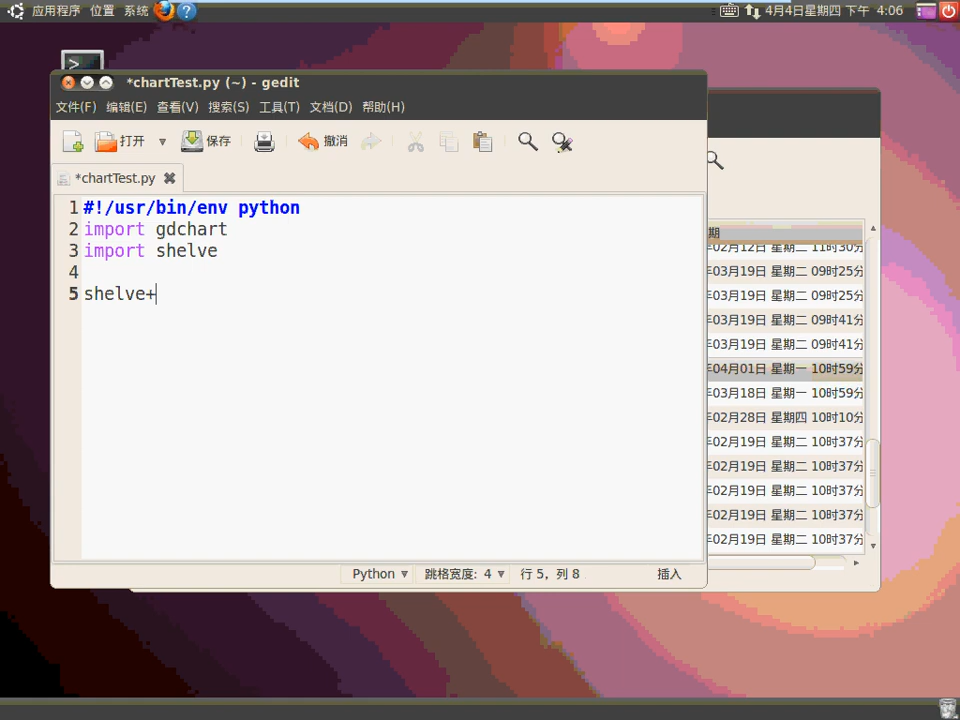 应用程序 位置 系统 4月4日星期四 下午 4:06
*chartTest.py (~) - gedit
文件(F) 编辑(E) 查看(V) 搜索(S) 工具(T) 文档(D) 帮助(H)
打开 保存 撤消
*chartTest.py
1 #!/usr/bin/env python
2 import gdchart
3 import shelve
4
5 shelve+
Python 跳格宽度: 4 行 5, 列 8 插入
期
02月12日 星期二 11时30分
03月19日 星期二 09时25分
03月19日 星期二 09时25分
03月19日 星期二 09时41分
03月19日 星期二 09时41分
04月01日 星期一 10时59分
03月18日 星期一 10时59分
02月28日 星期四 10时10分
02月19日 星期二 10时37分
02月19日 星期二 10时37分
02月19日 星期二 10时37分
02月19日 星期二 10时37分
02月19日 星期二 10时37分